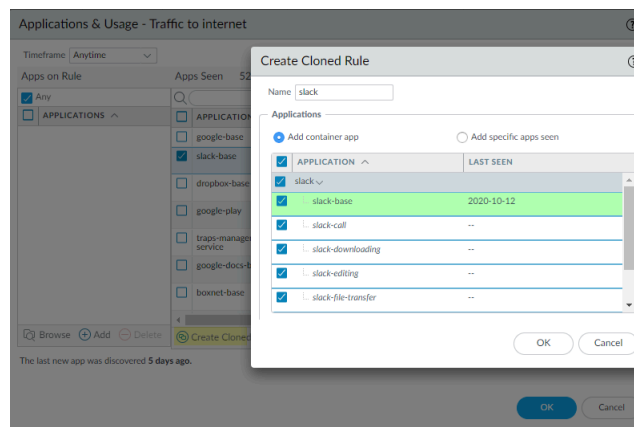 Applications & Usage - Traffic to internet
Timeframe Anytime
Apps on Rule
Apps Seen 52
Any
APPLICATIONS
google-base
slack-base
dropbox-base
google-play
service
google-docs-b
boxnet-base
Browse Add Delete
Create Cloned
The last new app was discovered 5 days ago.
OK Cancel
Create Cloned Rule
Name slack
Applications
Add container app Add specific apps seen
APPLICATION LAST SEEN
slack
slack-base 2020-10-12
slack-call --
slack-downloading --
slack-editing --
slack-file-transfer --
OK Cancel